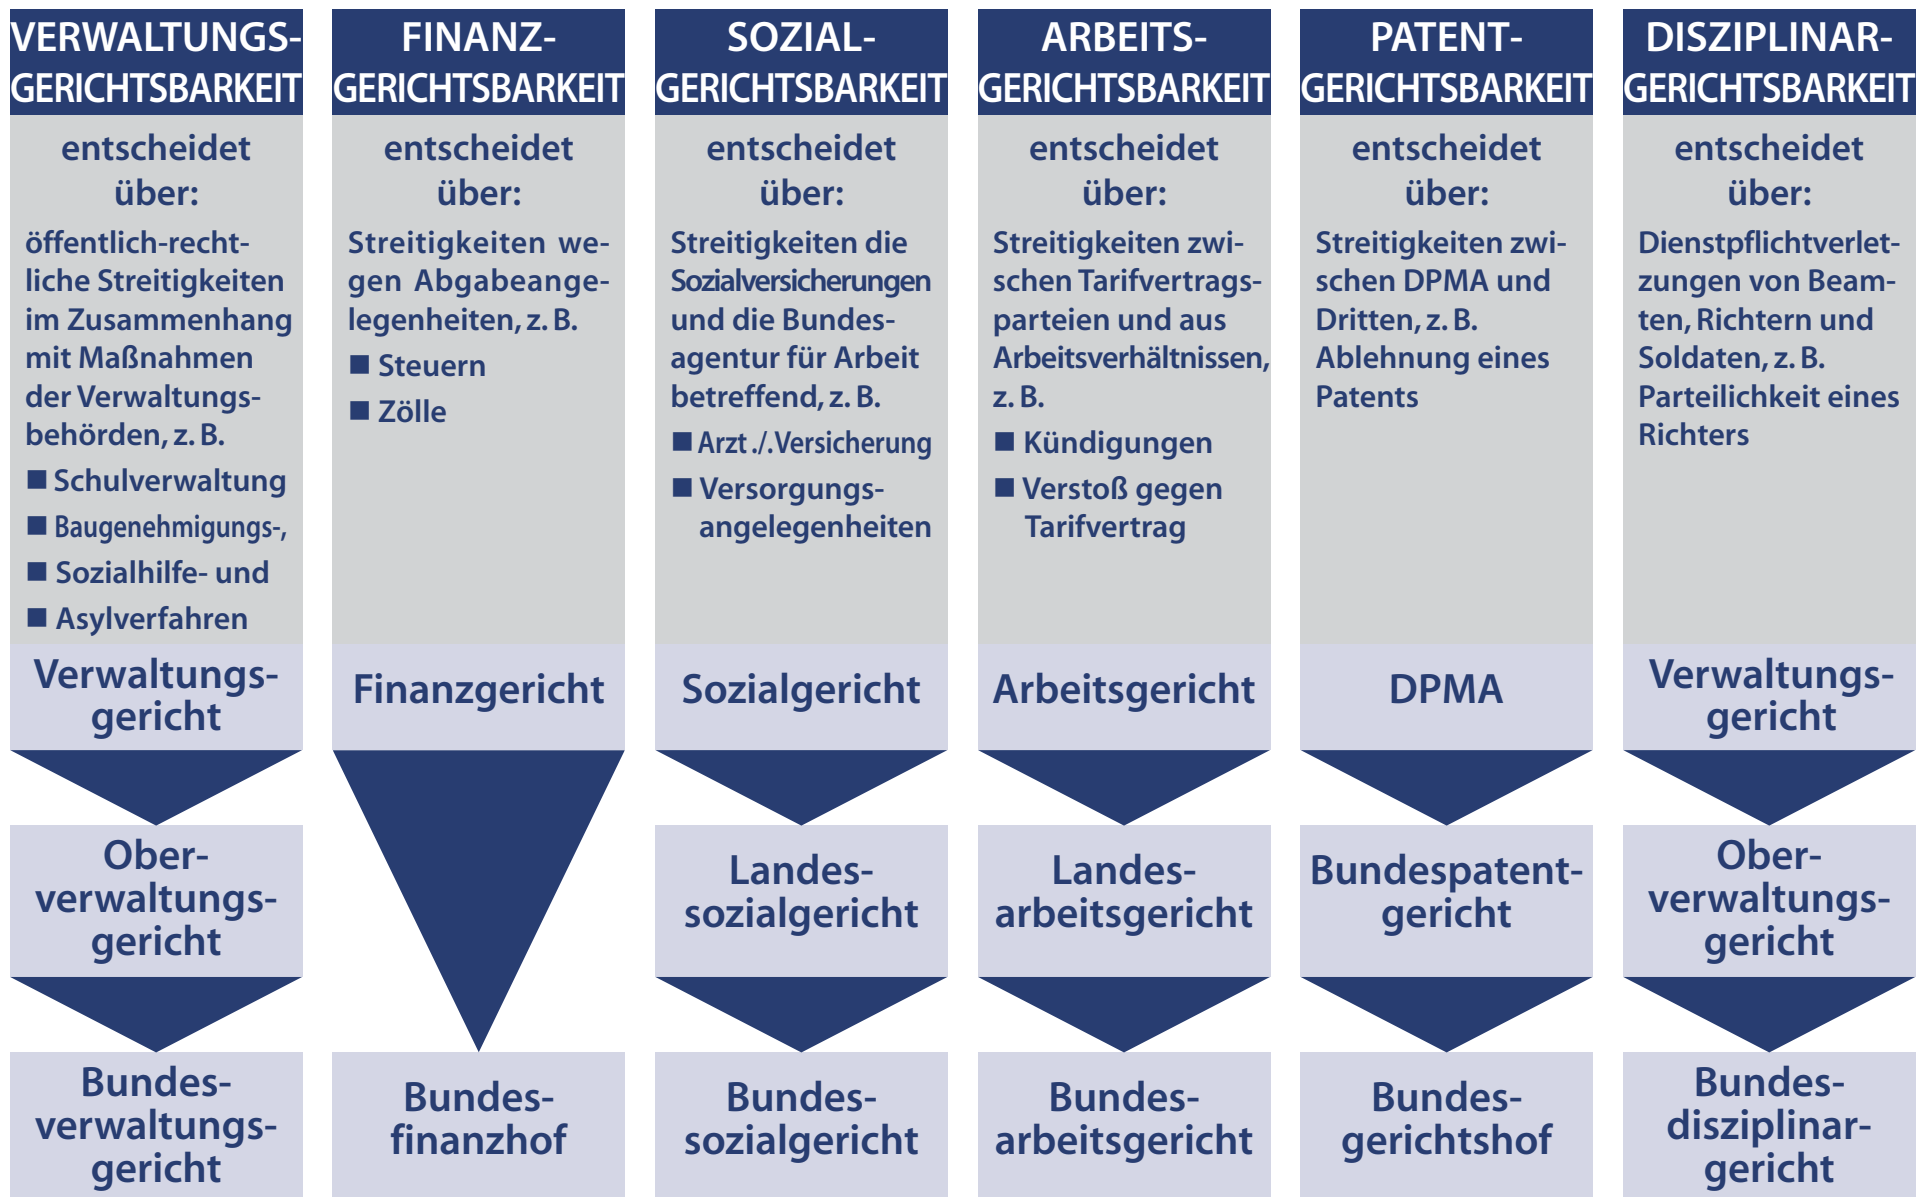 VERWALTUNGS-
GERICHTSBARKEIT
entscheidet
über:
öffentlich-recht-
liche Streitigkeiten
im Zusammenhang
mit Maßnahmen
der Verwaltungs-
behörden, z. B.
■ Schulverwaltung
■ Baugenehmigungs-,
■ Sozialhilfe- und
■ Asylverfahren
Verwaltungs-
gericht
Ober-
verwaltungs-
gericht
Bundes-
verwaltungs-
gericht
FINANZ-
GERICHTSBARKEIT
entscheidet
über:
Streitigkeiten we-
gen Abgabeange-
legenheiten, z. B.
■ Steuern
■ Zölle
Finanzgericht
Bundes-
finanzhof
SOZIAL-
GERICHTSBARKEIT
entscheidet
über:
Streitigkeiten die
Sozialversicherungen
und die Bundes-
agentur für Arbeit
betreffend, z. B.
■ Arzt ./. Versicherung
■ Versorgungs-
angelegenheiten
Sozialgericht
Landes-
sozialgericht
Bundes-
sozialgericht
ARBEITS-
GERICHTSBARKEIT
entscheidet
über:
Streitigkeiten zwi-
schen Tarifvertrags-
parteien und aus
Arbeitsverhältnissen,
z. B.
■ Kündigungen
■ Verstoß gegen
Tarifvertrag
Arbeitsgericht
Landes-
arbeitsgericht
Bundes-
arbeitsgericht
PATENT-
GERICHTSBARKEIT
entscheidet
über:
Streitigkeiten zwi-
schen DPMA und
Dritten, z. B.
Ablehnung eines
Patents
DPMA
Bundespatent-
gericht
Bundes-
gerichtshof
DISZIPLINAR-
GERICHTSBARKEIT
entscheidet
über:
Dienstpflichtverlet-
zungen von Beam-
ten, Richtern und
Soldaten, z. B.
Parteilichkeit eines
Richters
Verwaltungs-
gericht
Ober-
verwaltungs-
gericht
Bundes-
disziplinar-
gericht